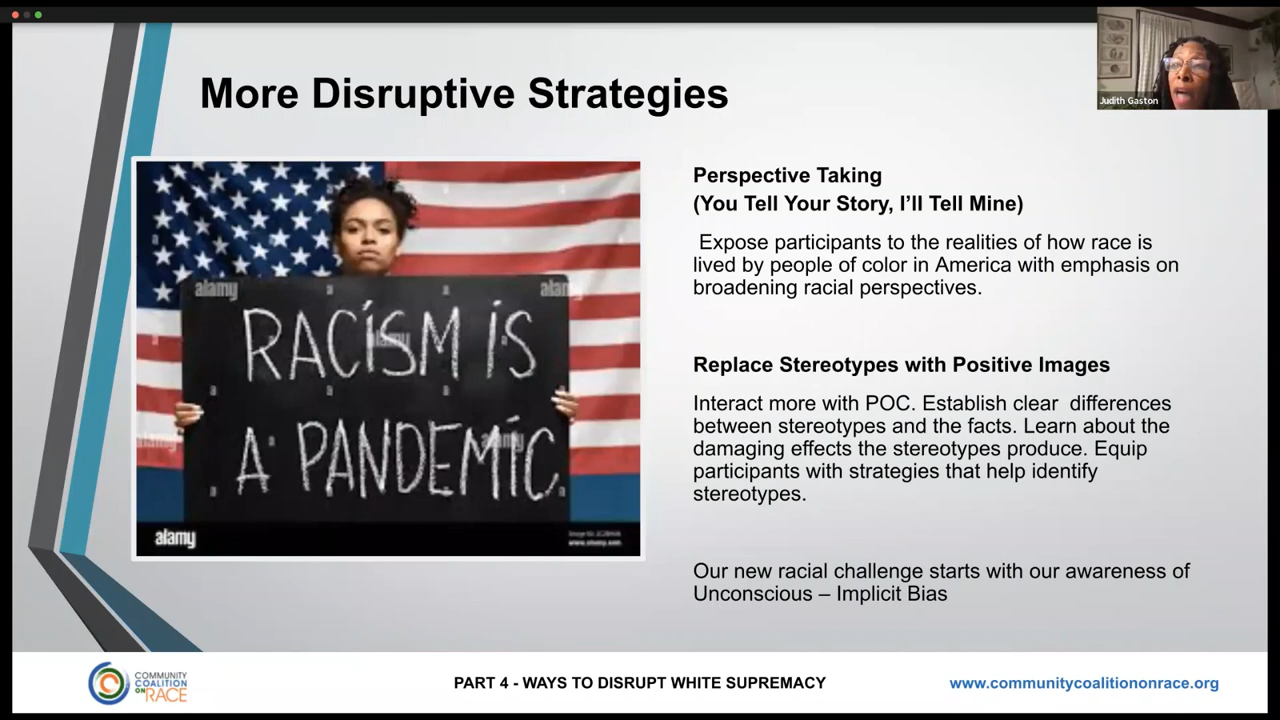 More Disruptive Strategies
Judith Gaston
alamy
alamy
RACISM IS
alamy
A PANDEMIC
alamy
alamy
alamy
www.alamy.com
Perspective Taking
(You Tell Your Story, I’ll Tell Mine)
Expose participants to the realities of how race is
lived by people of color in America with emphasis on
broadening racial perspectives.
Replace Stereotypes with Positive Images
Interact more with POC. Establish clear  differences
between stereotypes and the facts. Learn about the
damaging effects the stereotypes produce. Equip
participants with strategies that help identify
stereotypes.
Our new racial challenge starts with our awareness of
Unconscious – Implicit Bias
COMMUNITY
COALITION
ON RACE
PART 4 - WAYS TO DISRUPT WHITE SUPREMACY
www.communitycoalitiononrace.org